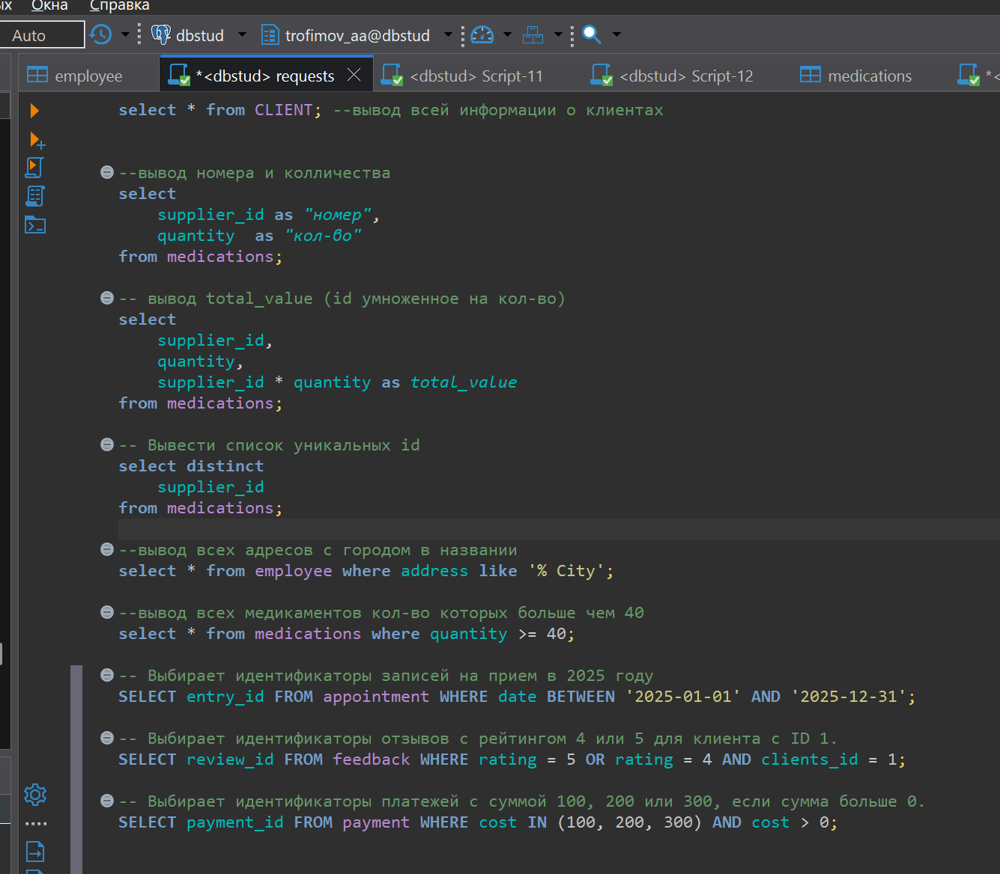 ых Окна Справка
Auto dbstud trofimov_aa@dbstud
employee *<dbstud> requests <dbstud> Script-11 <dbstud> Script-12 medications *<
select * from CLIENT; --вывод всей информации о клиентах
--вывод номера и колличества
select
supplier_id as "номер",
quantity as "кол-во"
from medications;
-- вывод total_value (id умноженное на кол-во)
select
supplier_id,
quantity,
supplier_id * quantity as total_value
from medications;
-- Вывести список уникальных id
select distinct
supplier_id
from medications;
--вывод всех адресов с городом в названии
select * from employee where address like '% City';
--вывод всех медикаментов кол-во которых больше чем 40
select * from medications where quantity >= 40;
-- Выбирает идентификаторы записей на прием в 2025 году
SELECT entry_id FROM appointment WHERE date BETWEEN '2025-01-01' AND '2025-12-31';
-- Выбирает идентификаторы отзывов с рейтингом 4 или 5 для клиента с ID 1.
SELECT review_id FROM feedback WHERE rating = 5 OR rating = 4 AND clients_id = 1;
-- Выбирает идентификаторы платежей с суммой 100, 200 или 300, если сумма больше 0.
SELECT payment_id FROM payment WHERE cost IN (100, 200, 300) AND cost > 0;